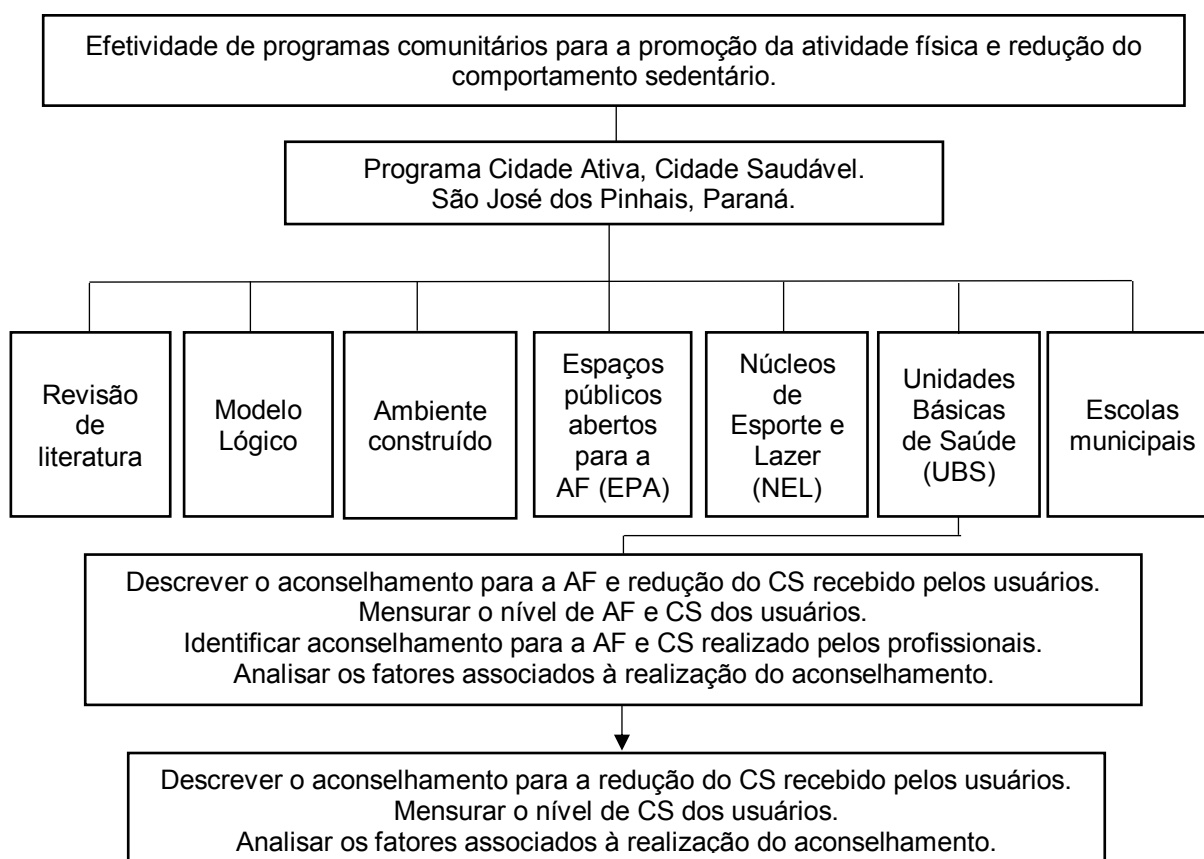 Efetividade de programas comunitários para a promoção da atividade física e redução do
comportamento sedentário.
Programa Cidade Ativa, Cidade Saudável.
São José dos Pinhais, Paraná.
Revisão
de
literatura
Modelo
Lógico
Ambiente
construído
Espaços
públicos
abertos
para a
AF (EPA)
Núcleos
de
Esporte e
Lazer
(NEL)
Unidades
Básicas
de Saúde
(UBS)
Escolas
municipais
Descrever o aconselhamento para a AF e redução do CS recebido pelos usuários.
Mensurar o nível de AF e CS dos usuários.
Identificar aconselhamento para a AF e CS realizado pelos profissionais.
Analisar os fatores associados à realização do aconselhamento.
Descrever o aconselhamento para a redução do CS recebido pelos usuários.
Mensurar o nível de CS dos usuários.
Analisar os fatores associados à realização do aconselhamento.